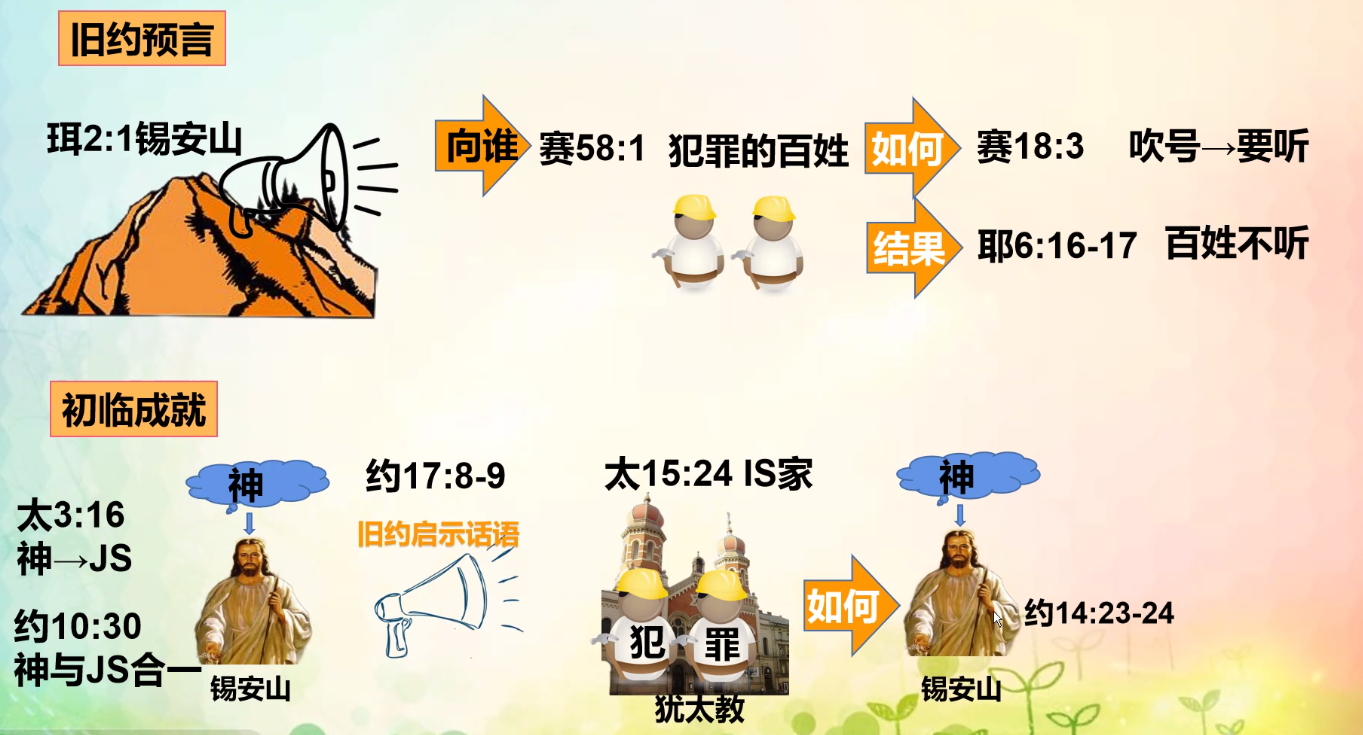 旧约预言
珥2:1锡安山
向谁
赛58:1 犯罪的百姓
如何
赛18:3 吹号→要听
结果
耶6:16-17 百姓不听
初临成就
太3:16
神→JS
约10:30
神与JS合一
神
锡安山
约17:8-9
旧约启示话语
太15:24 IS家
犯
罪
犹太教
如何
神
锡安山
约14:23-24